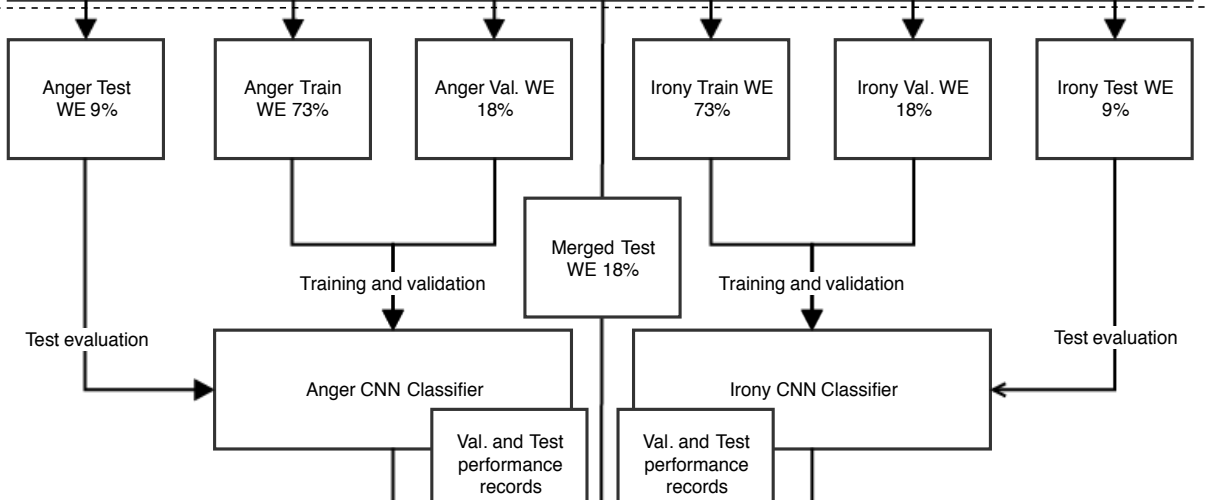 Anger Test
WE 9%
Anger Train
WE 73%
Anger Val. WE
18%
Irony Train WE
73%
Irony Val. WE
18%
Irony Test WE
9%
Merged Test
WE 18%
Training and validation
Training and validation
Test evaluation
Test evaluation
Anger CNN Classifier
Irony CNN Classifier
Val. and Test
performance
records
Val. and Test
performance
records